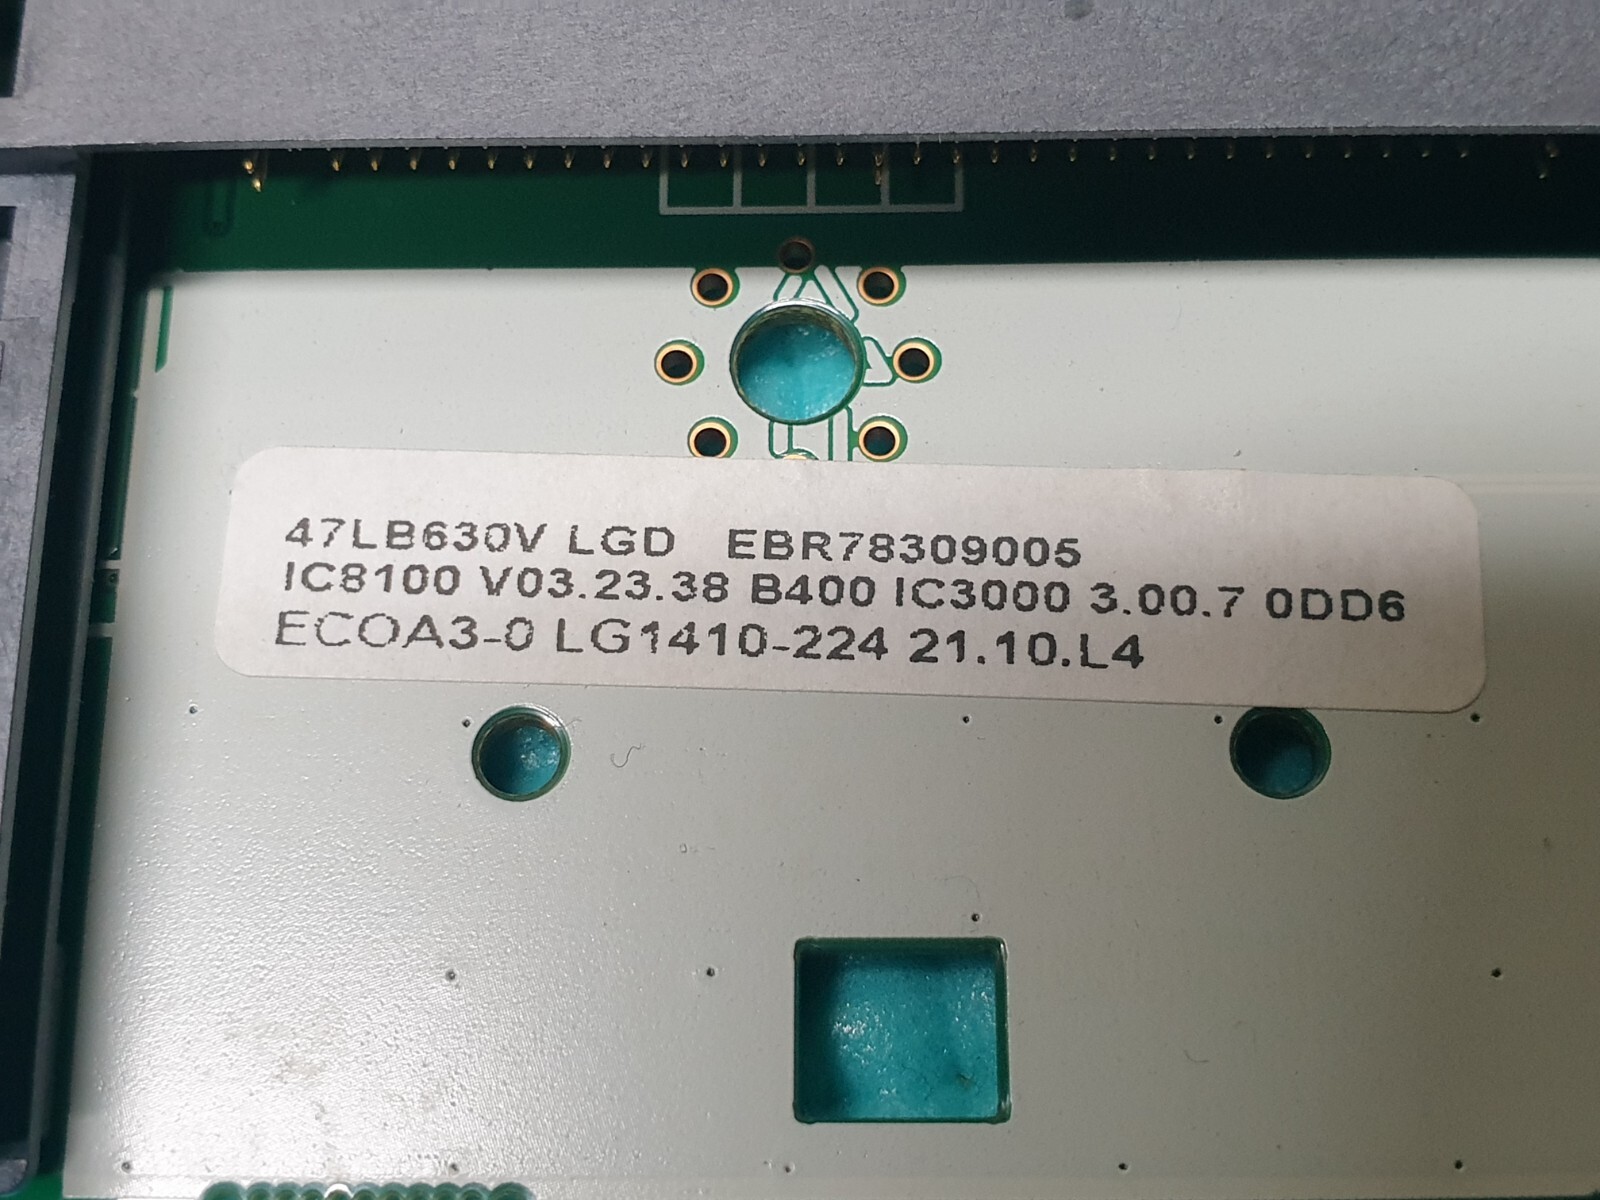 47LB630V LGD EBR78309005
IC8100 V03.23.38 B400 IC3000 3.00.7 0DD6
ECOA3-0 LG1410-224 21.10.L4